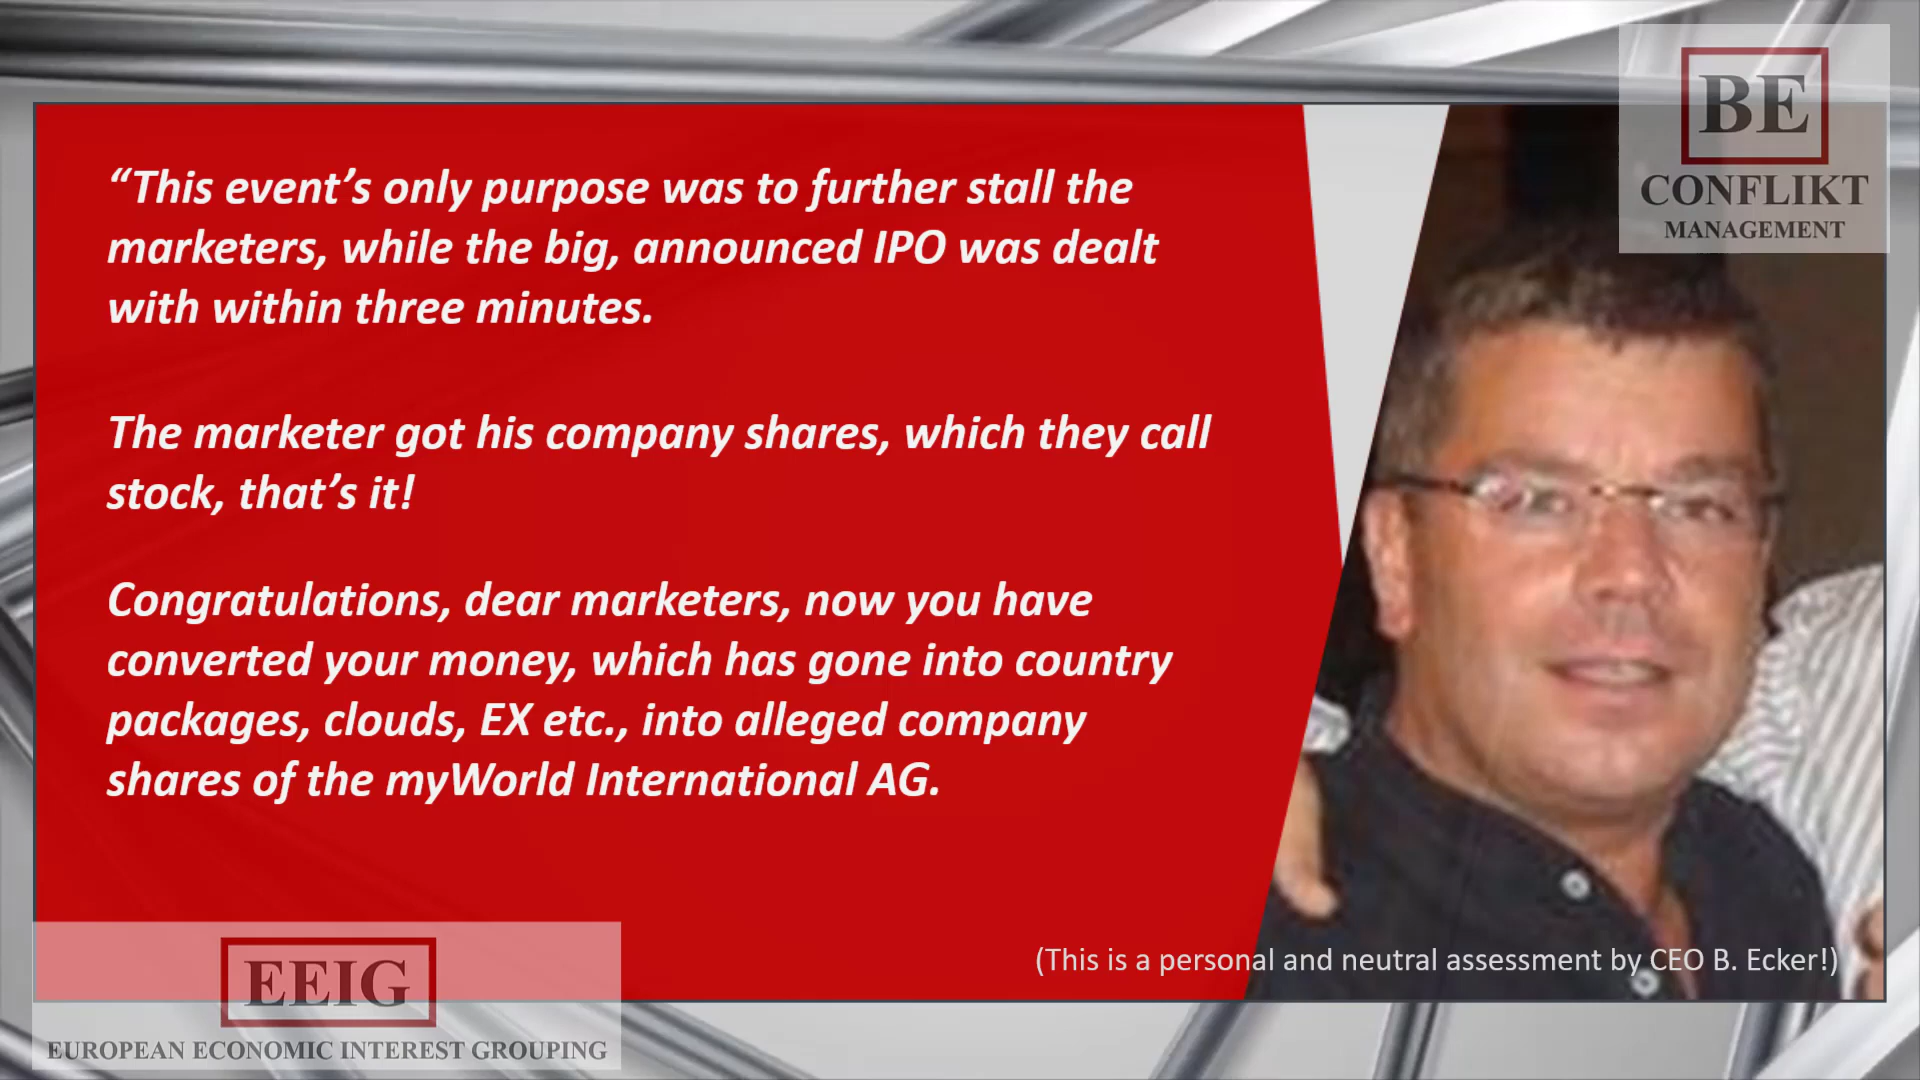 BE
CONFLIKT
MANAGEMENT
“This event’s only purpose was to further stall the
marketers, while the big, announced IPO was dealt
with within three minutes.
The marketer got his company shares, which they call
stock, that’s it!
Congratulations, dear marketers, now you have
converted your money, which has gone into country
packages, clouds, EX etc., into alleged company
shares of the myWorld International AG.
(This is a personal and neutral assessment by CEO B. Ecker!)
EEIG
EUROPEAN ECONOMIC INTEREST GROUPING